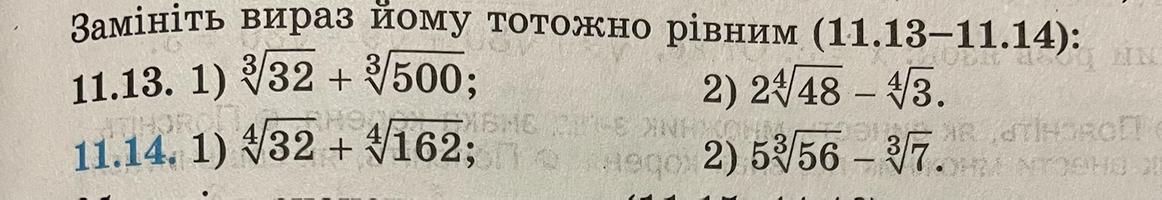 Замініть вираз йому тотожно рівним (11.13–11.14):
11.13. 1) ∛32 + ∛500; 2) 2∜48 – ∜3.
11.14. 1) ∜32 + ∜162; 2) 5∛56 – ∛7.